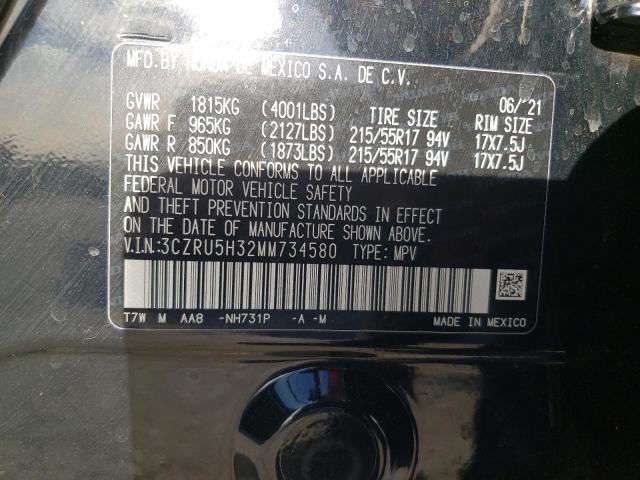 MFD.BY HONDA DE MEXICO S.A. DE C.V.
06/'21
GVWR 1815KG (4001LBS) TIRE SIZE RIM SIZE
GAWR F 965KG (2127LBS) 215/55R17 94V 17X7.5J
GAWR R 850KG (1873LBS) 215/55R17 94V 17X7.5J
THIS VEHICLE CONFORMS TO ALL APPLICABLE
FEDERAL MOTOR VEHICLE SAFETY
AND THEFT PREVENTION STANDARDS IN EFFECT
ON THE DATE OF MANUFACTURE SHOWN ABOVE.
V.I.N:3CZRU5H32MM734580 TYPE: MPV
T7W M AA8 -NH731P -A -M MADE IN MEXICO